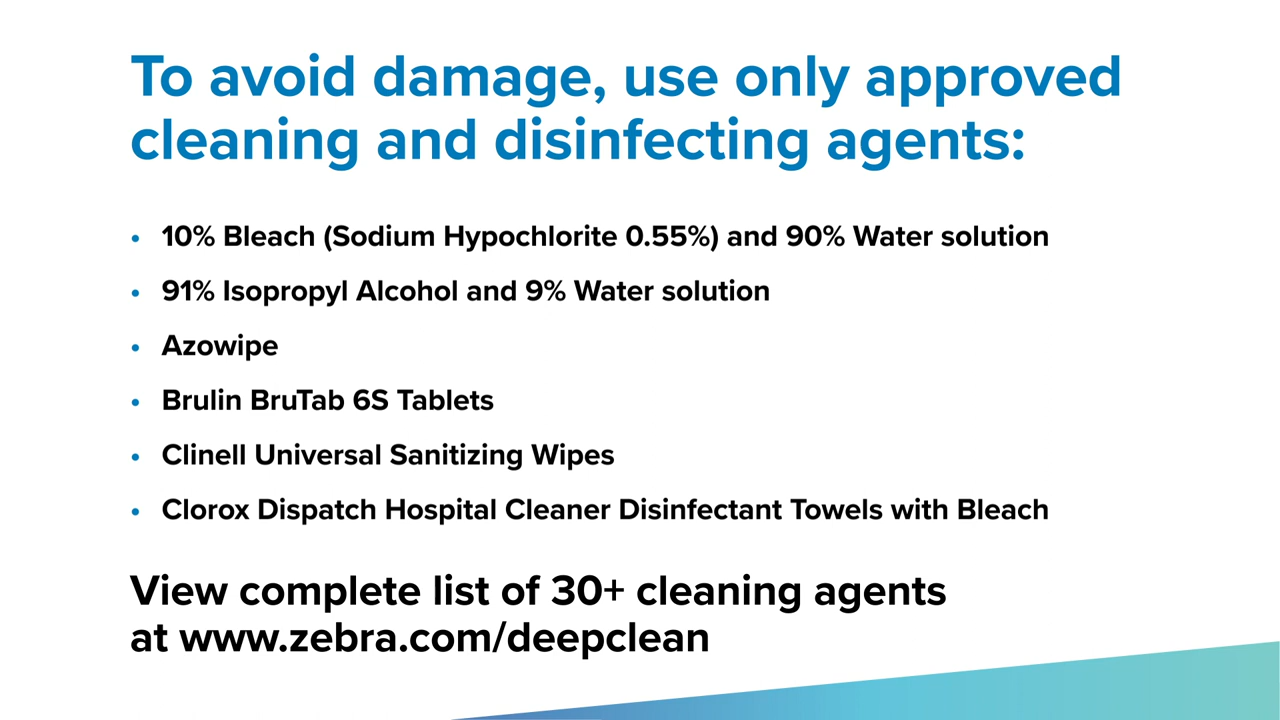 To avoid damage, use only approved
cleaning and disinfecting agents:
• 10% Bleach (Sodium Hypochlorite 0.55%) and 90% Water solution
• 91% Isopropyl Alcohol and 9% Water solution
• Azowipe
• Brulin BruTab 6S Tablets
• Clinell Universal Sanitizing Wipes
• Clorox Dispatch Hospital Cleaner Disinfectant Towels with Bleach
View complete list of 30+ cleaning agents
at www.zebra.com/deepclean